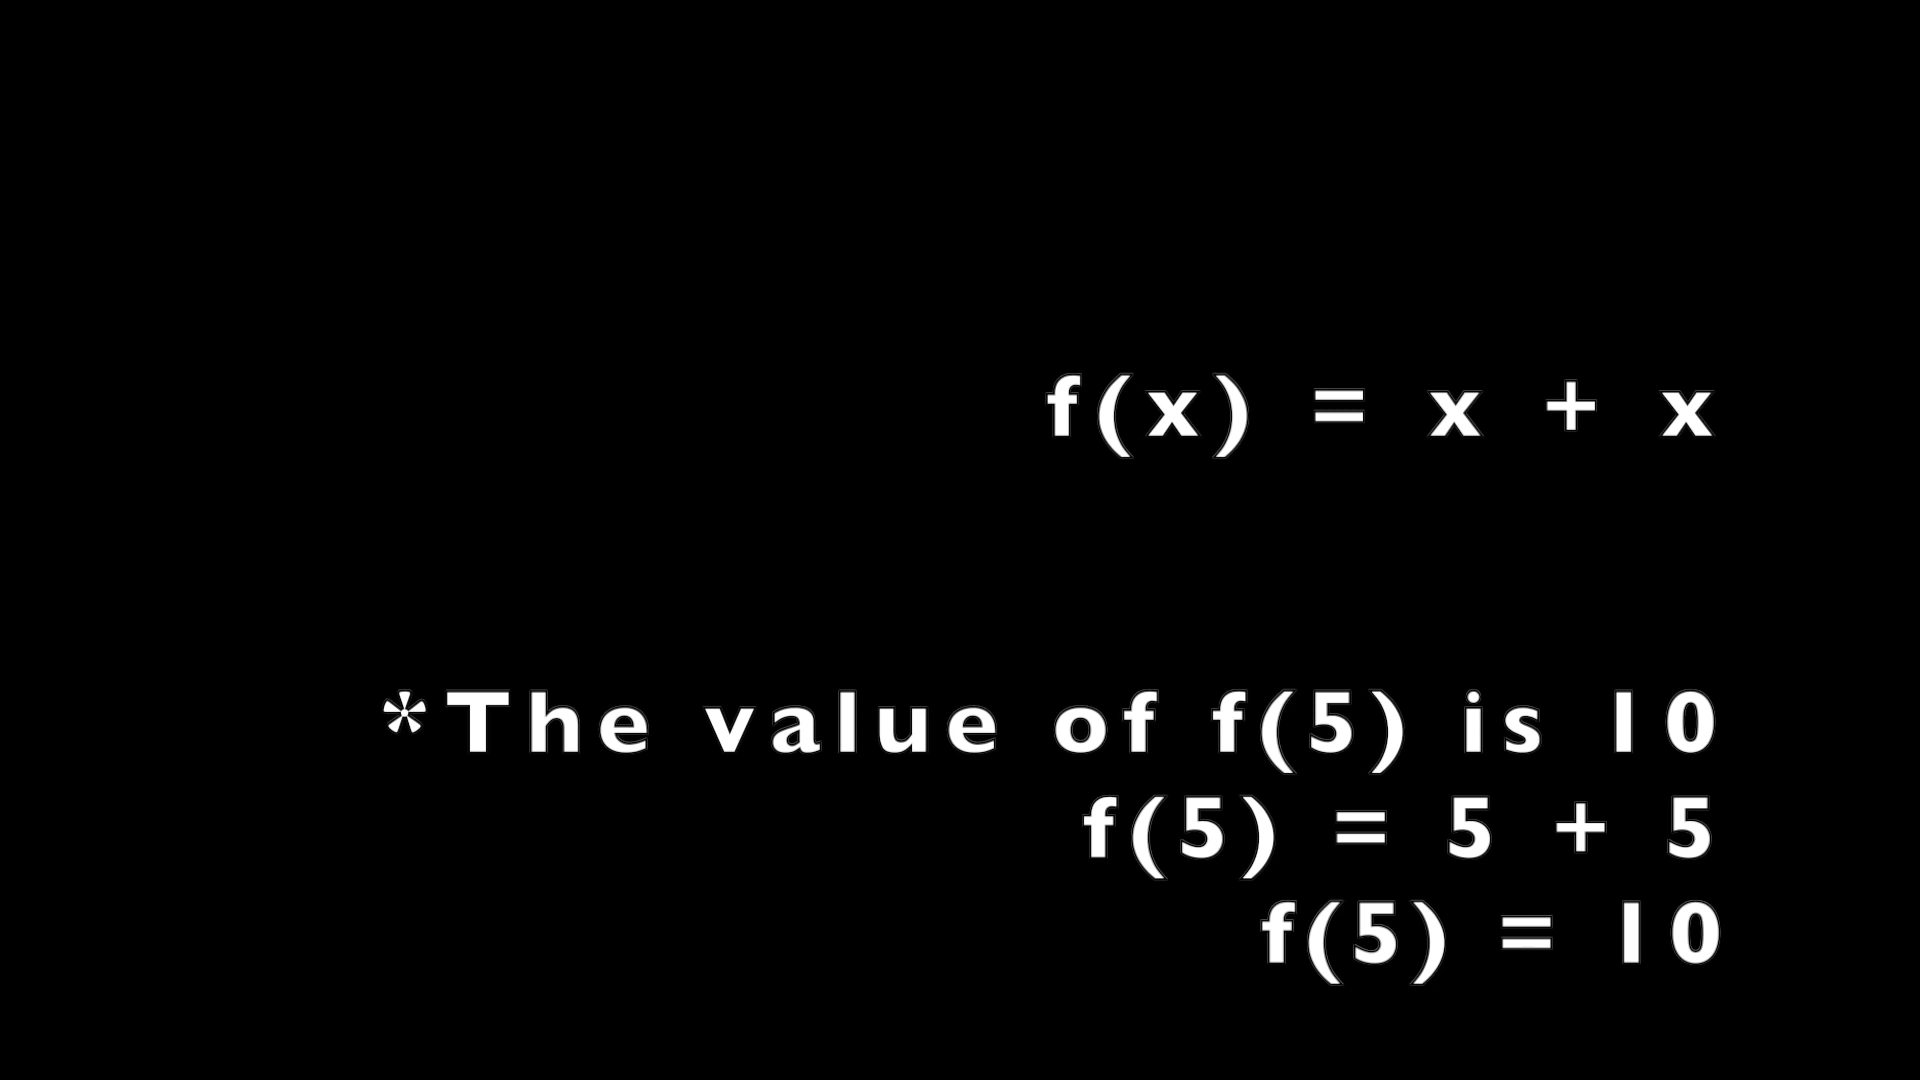 f(x) = x + x
*The value of f(5) is 10
f(5) = 5 + 5
f(5) = 10